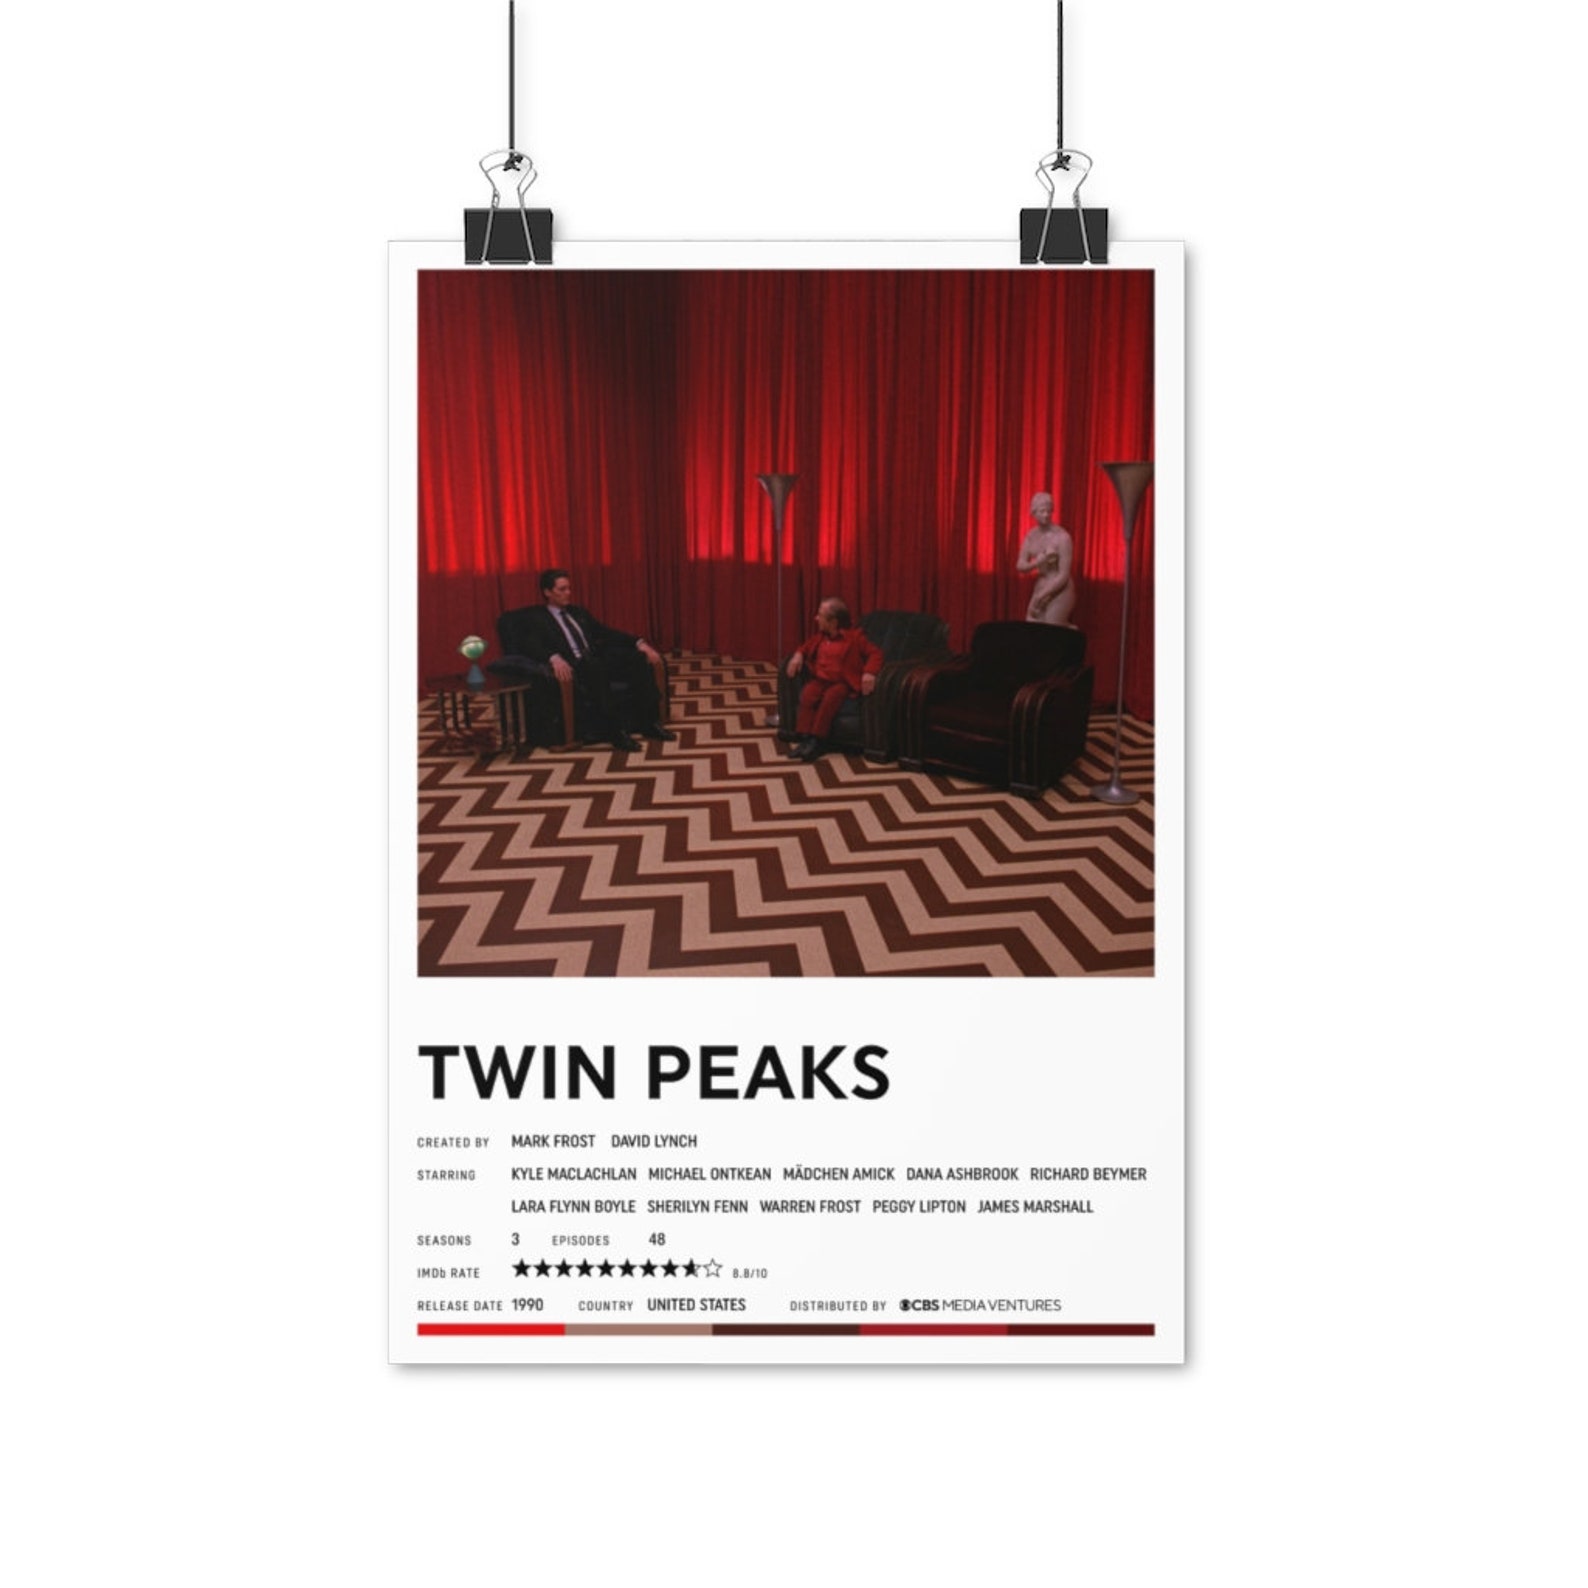 TWIN PEAKS
CREATED BY MARK FROST DAVID LYNCH
STARRING KYLE MACLACHLAN MICHAEL ONTKEAN MÄDCHEN AMICK DANA ASHBROOK RICHARD BEYMER
LARA FLYNN BOYLE SHERILYN FENN WARREN FROST PEGGY LIPTON JAMES MARSHALL
SEASONS 3 EPISODES 48
IMDb RATE 8.8/10
RELEASE DATE 1990 COUNTRY UNITED STATES DISTRIBUTED BY CBS MEDIA VENTURES